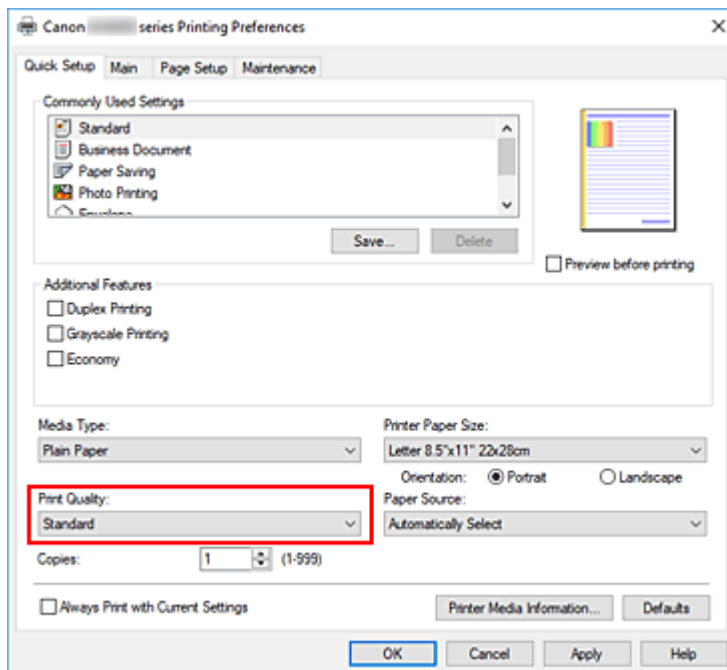 Canon series Printing Preferences
Quick Setup Main Page Setup Maintenance
Commonly Used Settings
Standard
Business Document
Paper Saving
Photo Printing
Save... Delete
Preview before printing
Additional Features
Duplex Printing
Grayscale Printing
Economy
Media Type: Printer Paper Size:
Plain Paper Letter 8.5"x11" 22x28cm
Orientation: Portrait Landscape
Print Quality: Paper Source:
Standard Automatically Select
Copies: 1 (1-999)
Always Print with Current Settings Printer Media Information... Defaults
OK Cancel Apply Help